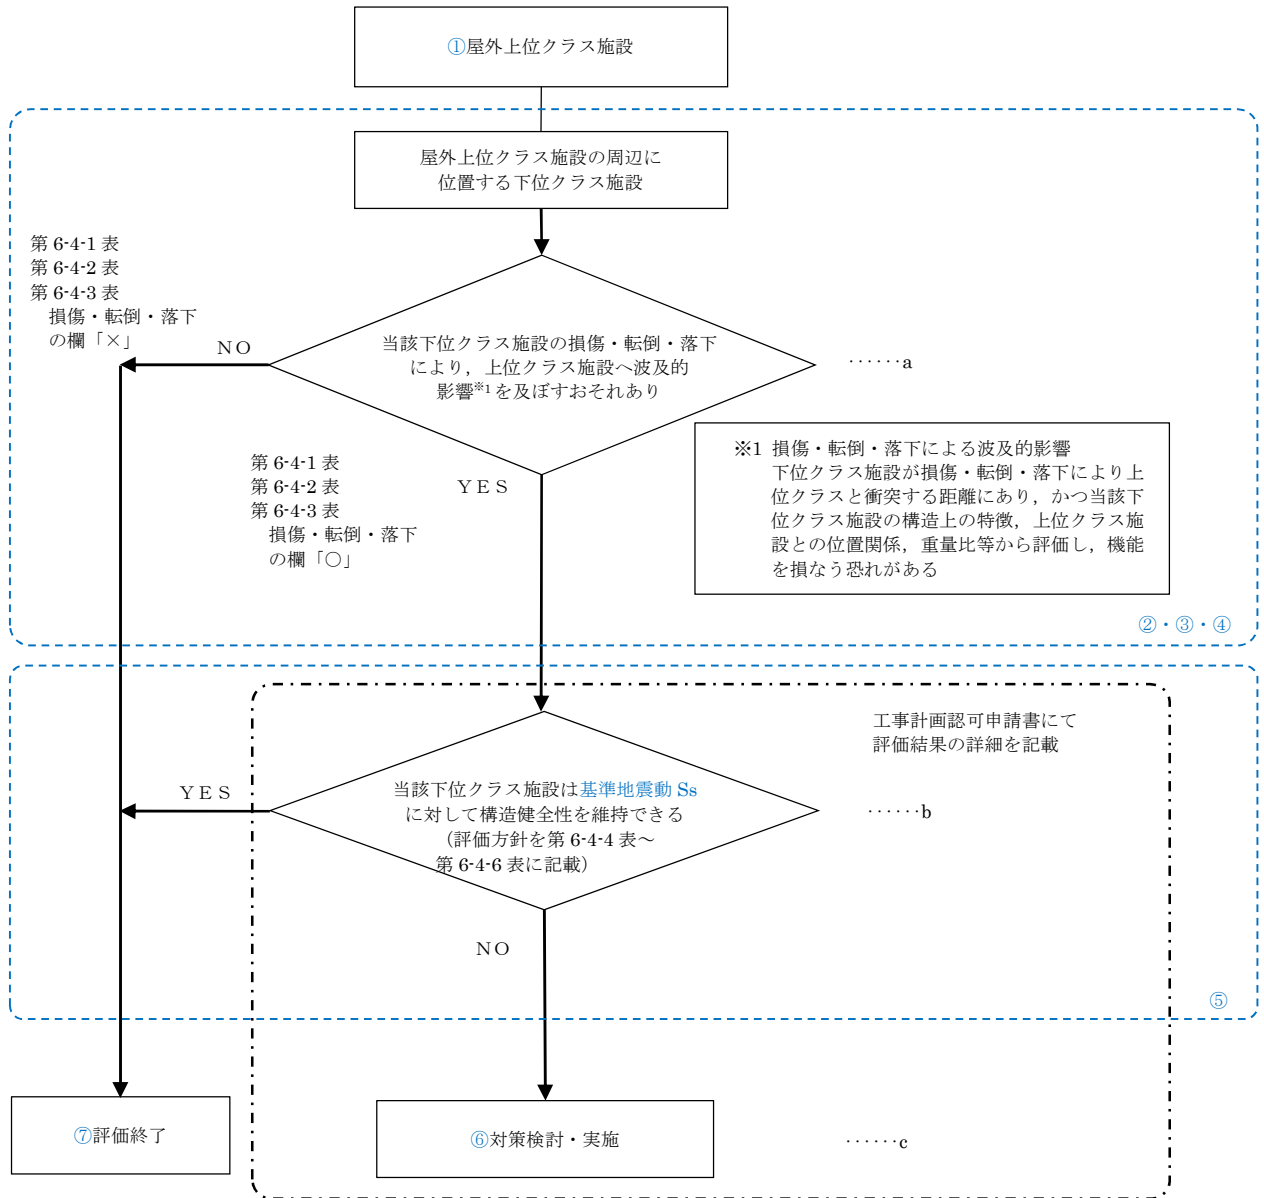 ①屋外上位クラス施設
屋外上位クラス施設の周辺に
位置する下位クラス施設
第 6-4-1 表
第 6-4-2 表
第 6-4-3 表
損傷・転倒・落下
の欄「×」
NO
当該下位クラス施設の損傷・転倒・落下
により，上位クラス施設へ波及的
影響※1を及ぼすおそれあり
······a
第 6-4-1 表
第 6-4-2 表
第 6-4-3 表
損傷・転倒・落下
の欄「○」
YES
※1 損傷・転倒・落下による波及的影響
下位クラス施設が損傷・転倒・落下により上
位クラスと衝突する距離にあり，かつ当該下
位クラス施設の構造上の特徴，上位クラス施
設との位置関係，重量比等から評価し，機能
を損なう恐れがある
②・③・④
工事計画認可申請書にて
評価結果の詳細を記載
YES
当該下位クラス施設は基準地震動 Ss
に対して構造健全性を維持できる
（評価方針を第 6-4-4 表～
第 6-4-6 表に記載）
······b
NO
⑤
⑦評価終了
⑥対策検討・実施
······c